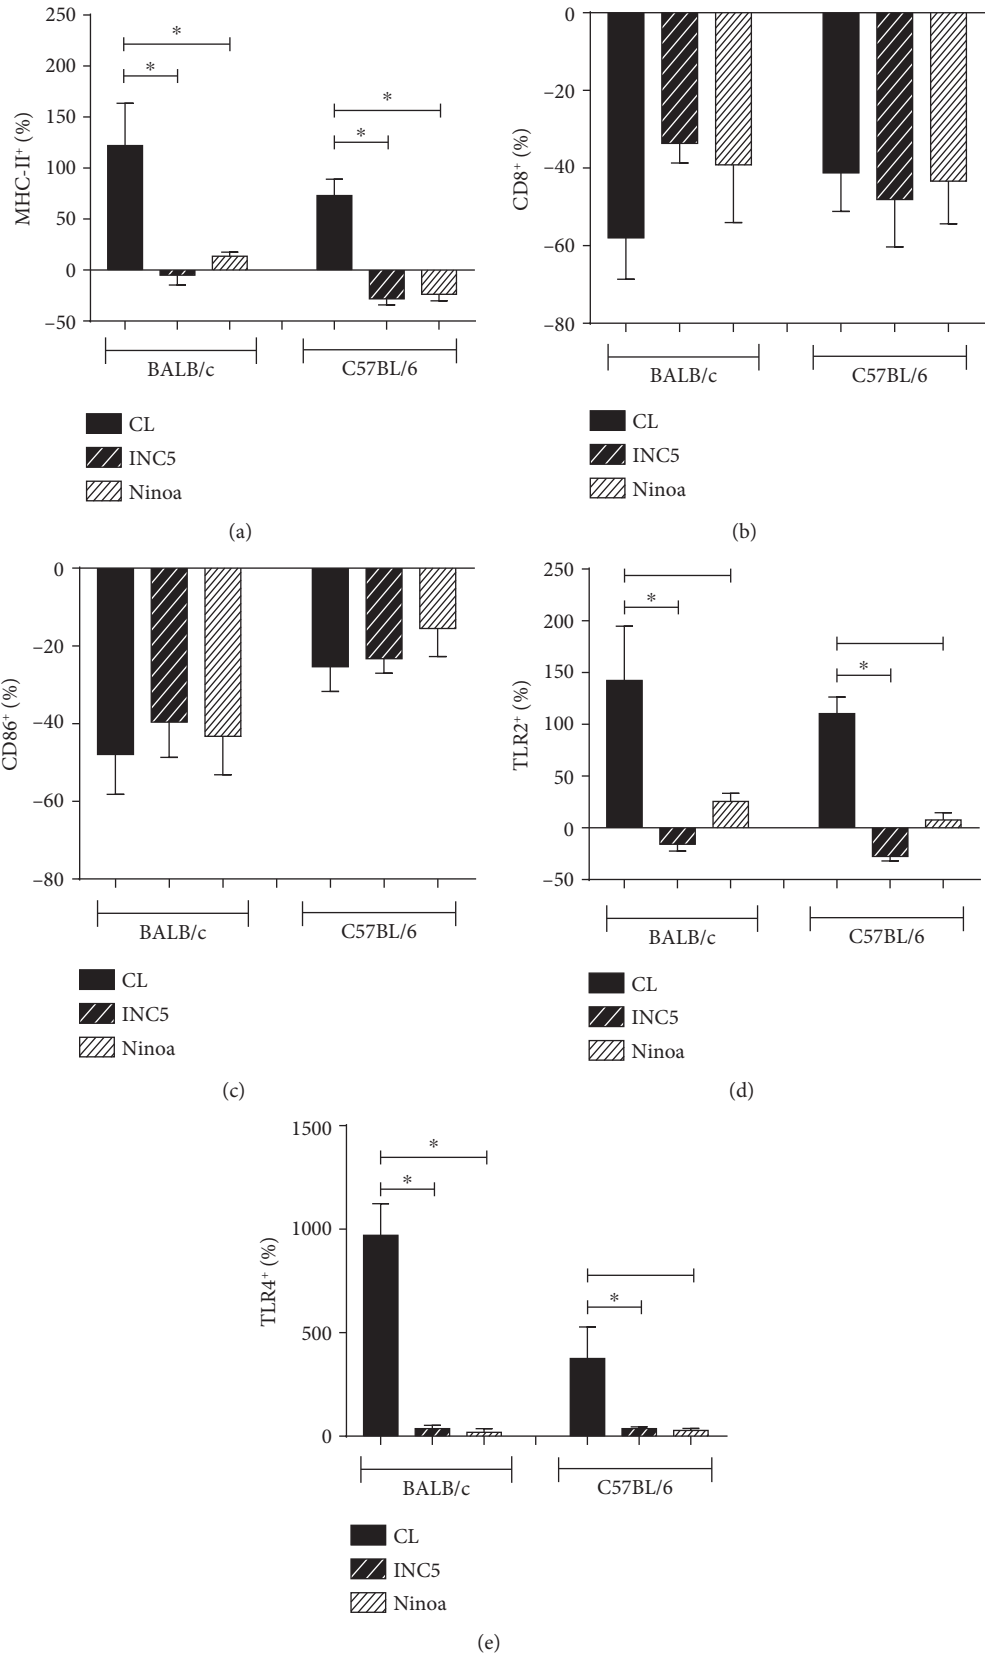 250
200
150
100
50
0
−50
MHC-II⁺ (%)
*
*
*
*
BALB/c
C57BL/6
CL
INC5
Ninoa
(a)
0
−20
−40
−60
−80
CD8⁺ (%)
BALB/c
C57BL/6
CL
INC5
Ninoa
(b)
0
−20
−40
−60
−80
CD86⁺ (%)
BALB/c
C57BL/6
CL
INC5
Ninoa
(c)
250
200
150
100
50
0
−50
TLR2⁺ (%)
*
*
BALB/c
C57BL/6
CL
INC5
Ninoa
(d)
1500
1000
500
0
TLR4⁺ (%)
*
*
*
BALB/c
C57BL/6
CL
INC5
Ninoa
(e)